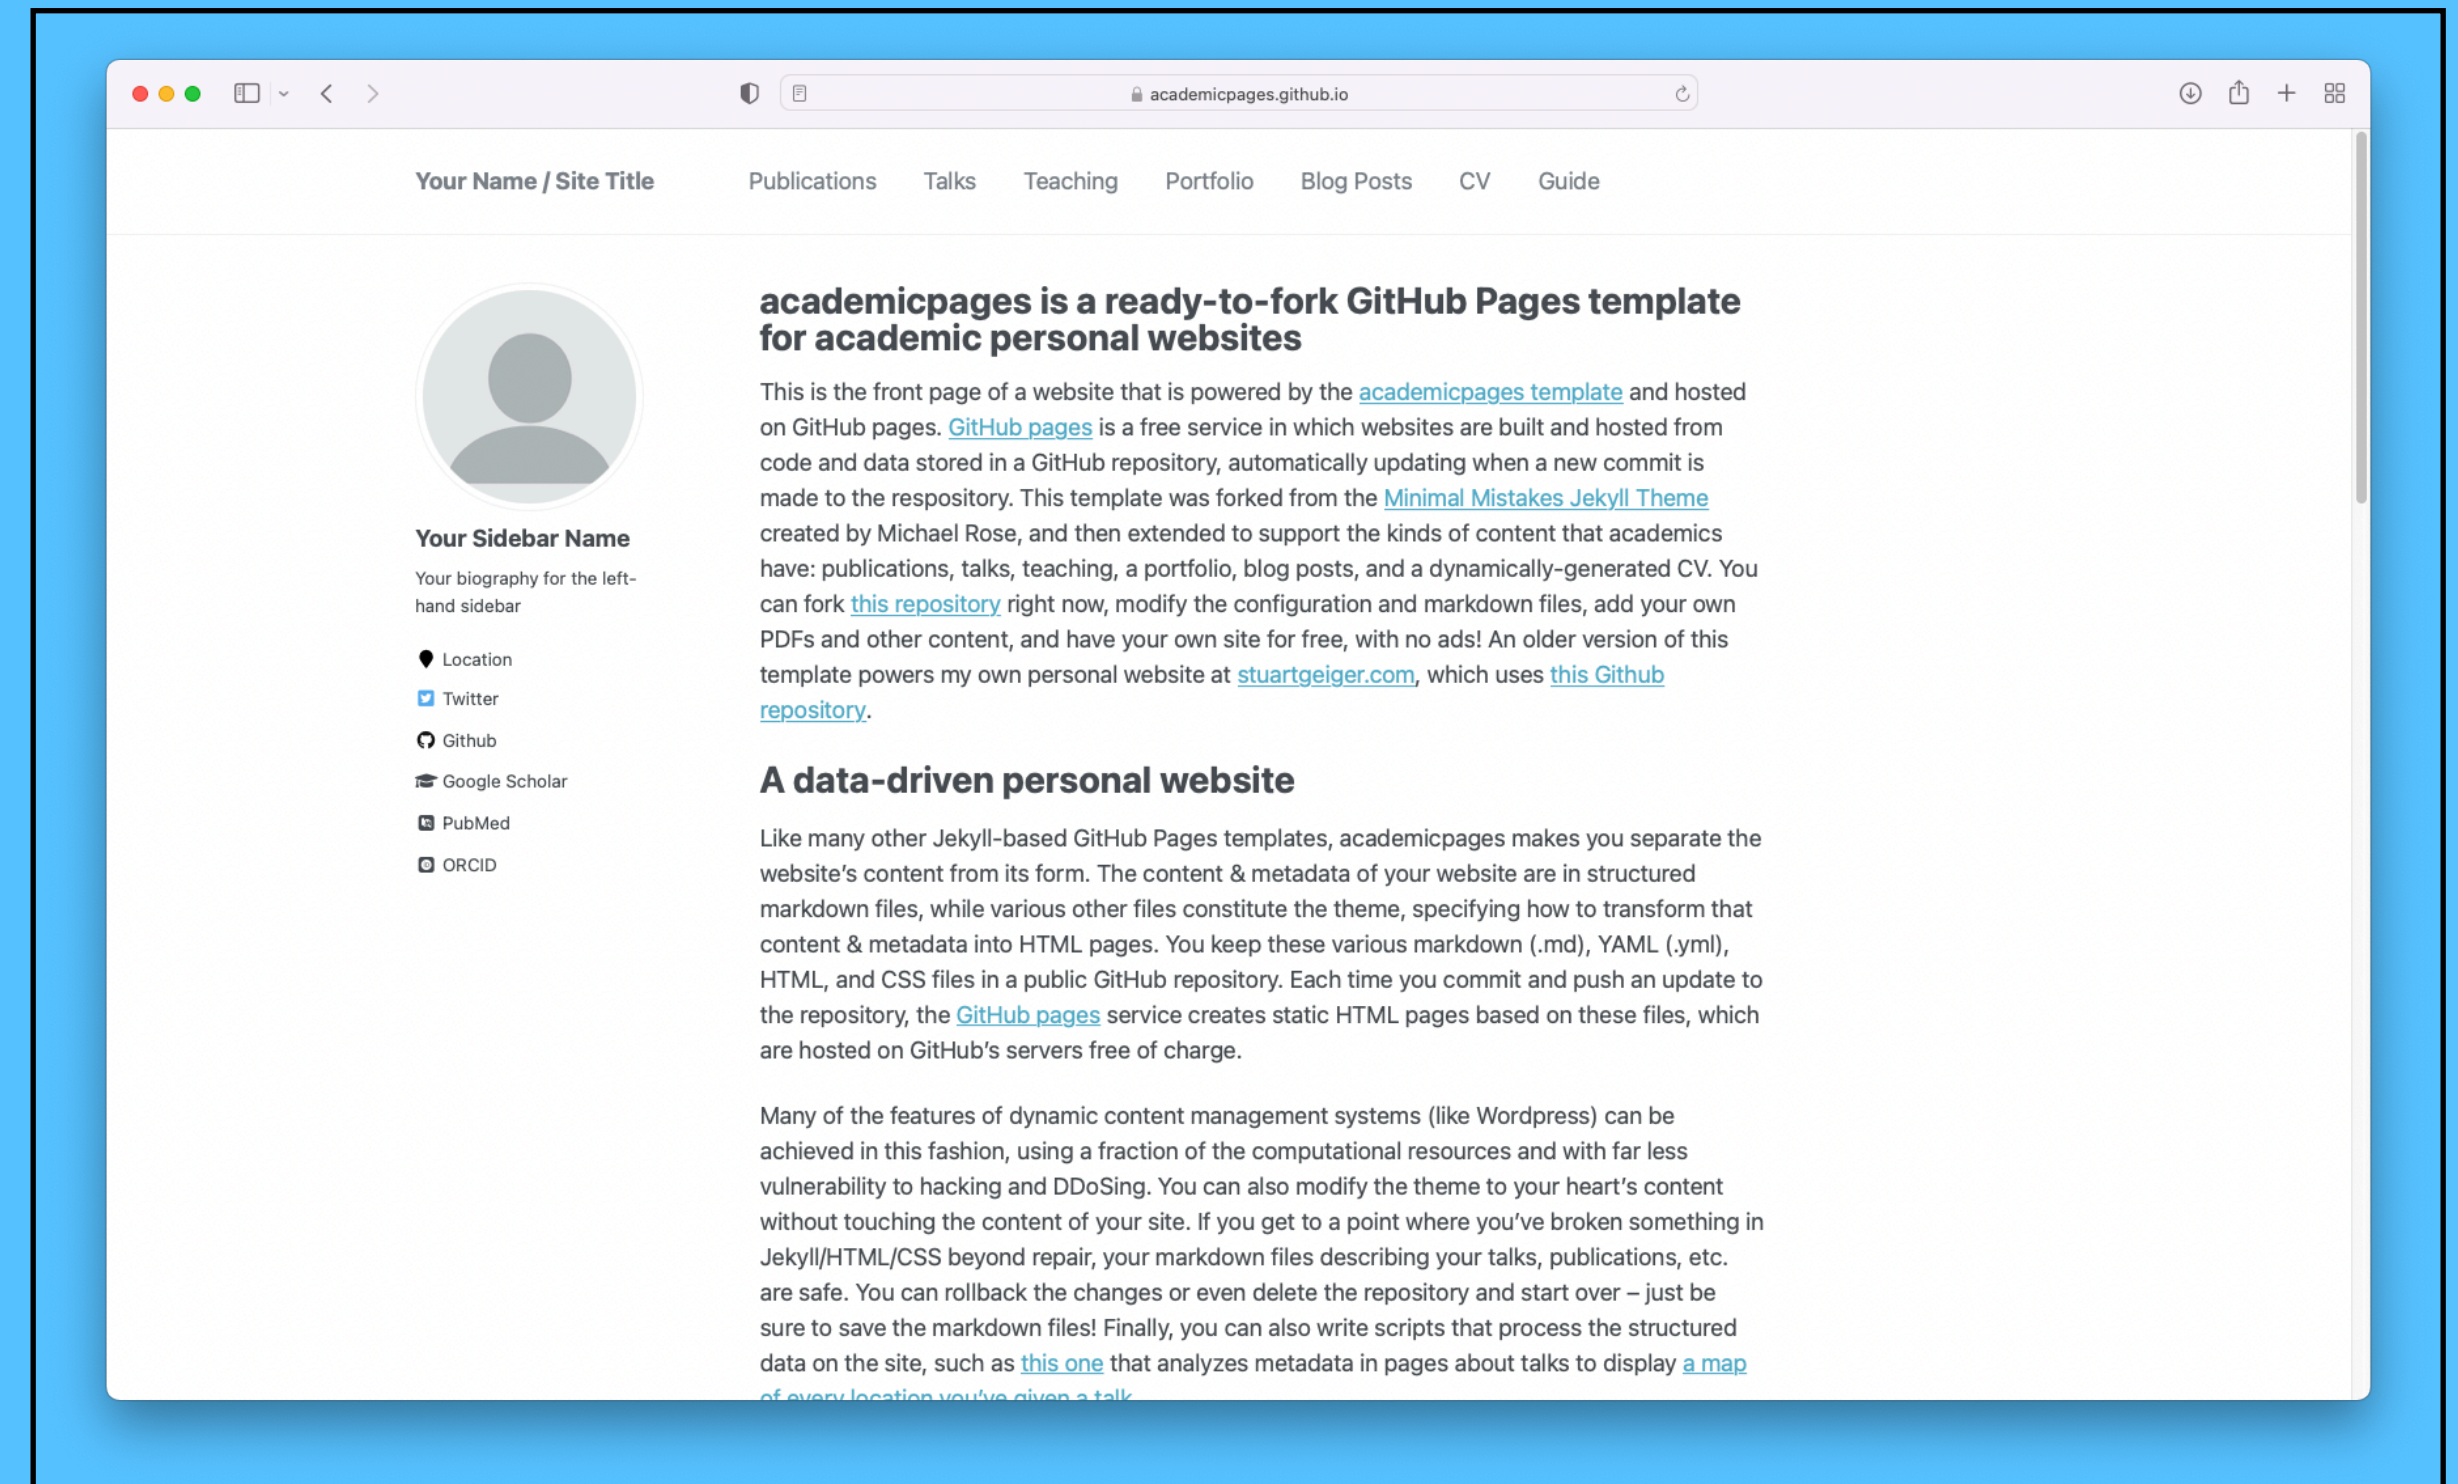 academicpages.github.io
Your Name / Site Title
Publications
Talks
Teaching
Portfolio
Blog Posts
CV
Guide
Your Sidebar Name
Your biography for the left-
hand sidebar
Location
Twitter
Github
Google Scholar
PubMed
ORCID
academicpages is a ready-to-fork GitHub Pages template
for academic personal websites
This is the front page of a website that is powered by the academicpages template and hosted
on GitHub pages. GitHub pages is a free service in which websites are built and hosted from
code and data stored in a GitHub repository, automatically updating when a new commit is
made to the respository. This template was forked from the Minimal Mistakes Jekyll Theme
created by Michael Rose, and then extended to support the kinds of content that academics
have: publications, talks, teaching, a portfolio, blog posts, and a dynamically-generated CV. You
can fork this repository right now, modify the configuration and markdown files, add your own
PDFs and other content, and have your own site for free, with no ads! An older version of this
template powers my own personal website at stuartgeiger.com, which uses this Github
repository.
A data-driven personal website
Like many other Jekyll-based GitHub Pages templates, academicpages makes you separate the
website’s content from its form. The content & metadata of your website are in structured
markdown files, while various other files constitute the theme, specifying how to transform that
content & metadata into HTML pages. You keep these various markdown (.md), YAML (.yml),
HTML, and CSS files in a public GitHub repository. Each time you commit and push an update to
the repository, the GitHub pages service creates static HTML pages based on these files, which
are hosted on GitHub’s servers free of charge.
Many of the features of dynamic content management systems (like Wordpress) can be
achieved in this fashion, using a fraction of the computational resources and with far less
vulnerability to hacking and DDoSing. You can also modify the theme to your heart’s content
without touching the content of your site. If you get to a point where you’ve broken something in
Jekyll/HTML/CSS beyond repair, your markdown files describing your talks, publications, etc.
are safe. You can rollback the changes or even delete the repository and start over – just be
sure to save the markdown files! Finally, you can also write scripts that process the structured
data on the site, such as this one that analyzes metadata in pages about talks to display a map
of every location you’ve given a talk.